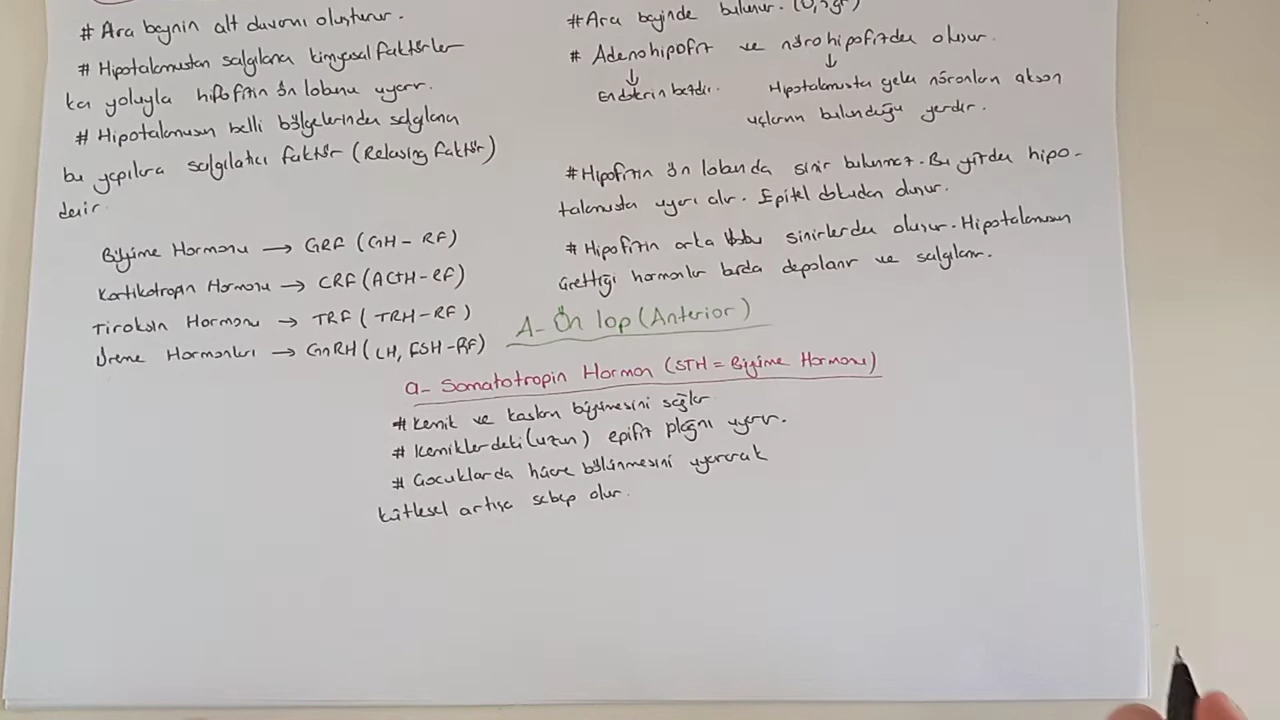 # Ara beynin alt duvarını oluşturur.
# Hipotalamustan salgılanan kimyasal faktörler
kan yoluyla hipofizin ön lobunu uyarır.
# Hipotalamusun belli bölgelerinden salgılanan
bu yapılara salgılatıcı faktör (Relasing faktör)
denir.
Büyüme Hormonu → GRF (GH-RF)
Kortikotropin Hormonu → CRF (ACTH-RF)
Tiroksin Hormonu → TRF (TRH-RF)
Üreme Hormonları → GnRH (LH, FSH-RF)
# Ara beyinde bulunur. (0,5gr)
# Adenohipofiz ve nörohipofizden oluşur.
↓ ↓
Endokrin bezdir. Hipotalamustan gelen nöronların akson
uçlarının bulunduğu yerdir.
# Hipofizin ön lobunda sinir bulunmaz. Bu yüzden hipo-
talamustan uyarı alır. Epitel dokudan oluşur.
# Hipofizin arka lobu sinirlerden oluşur. Hipotalamusun
ürettiği hormonlar burada depolanır ve salgılanır.
A- Ön lop (Anterior)
a- Somatotropin Hormon (STH = Büyüme Hormonu)
# Kemik ve kasların büyümesini sağlar
# Kemiklerdeki (uzun) epifiz plağını uyarır.
# Çocuklarda hücre bölünmesini uyararak
kütlesel artışa sebep olur.